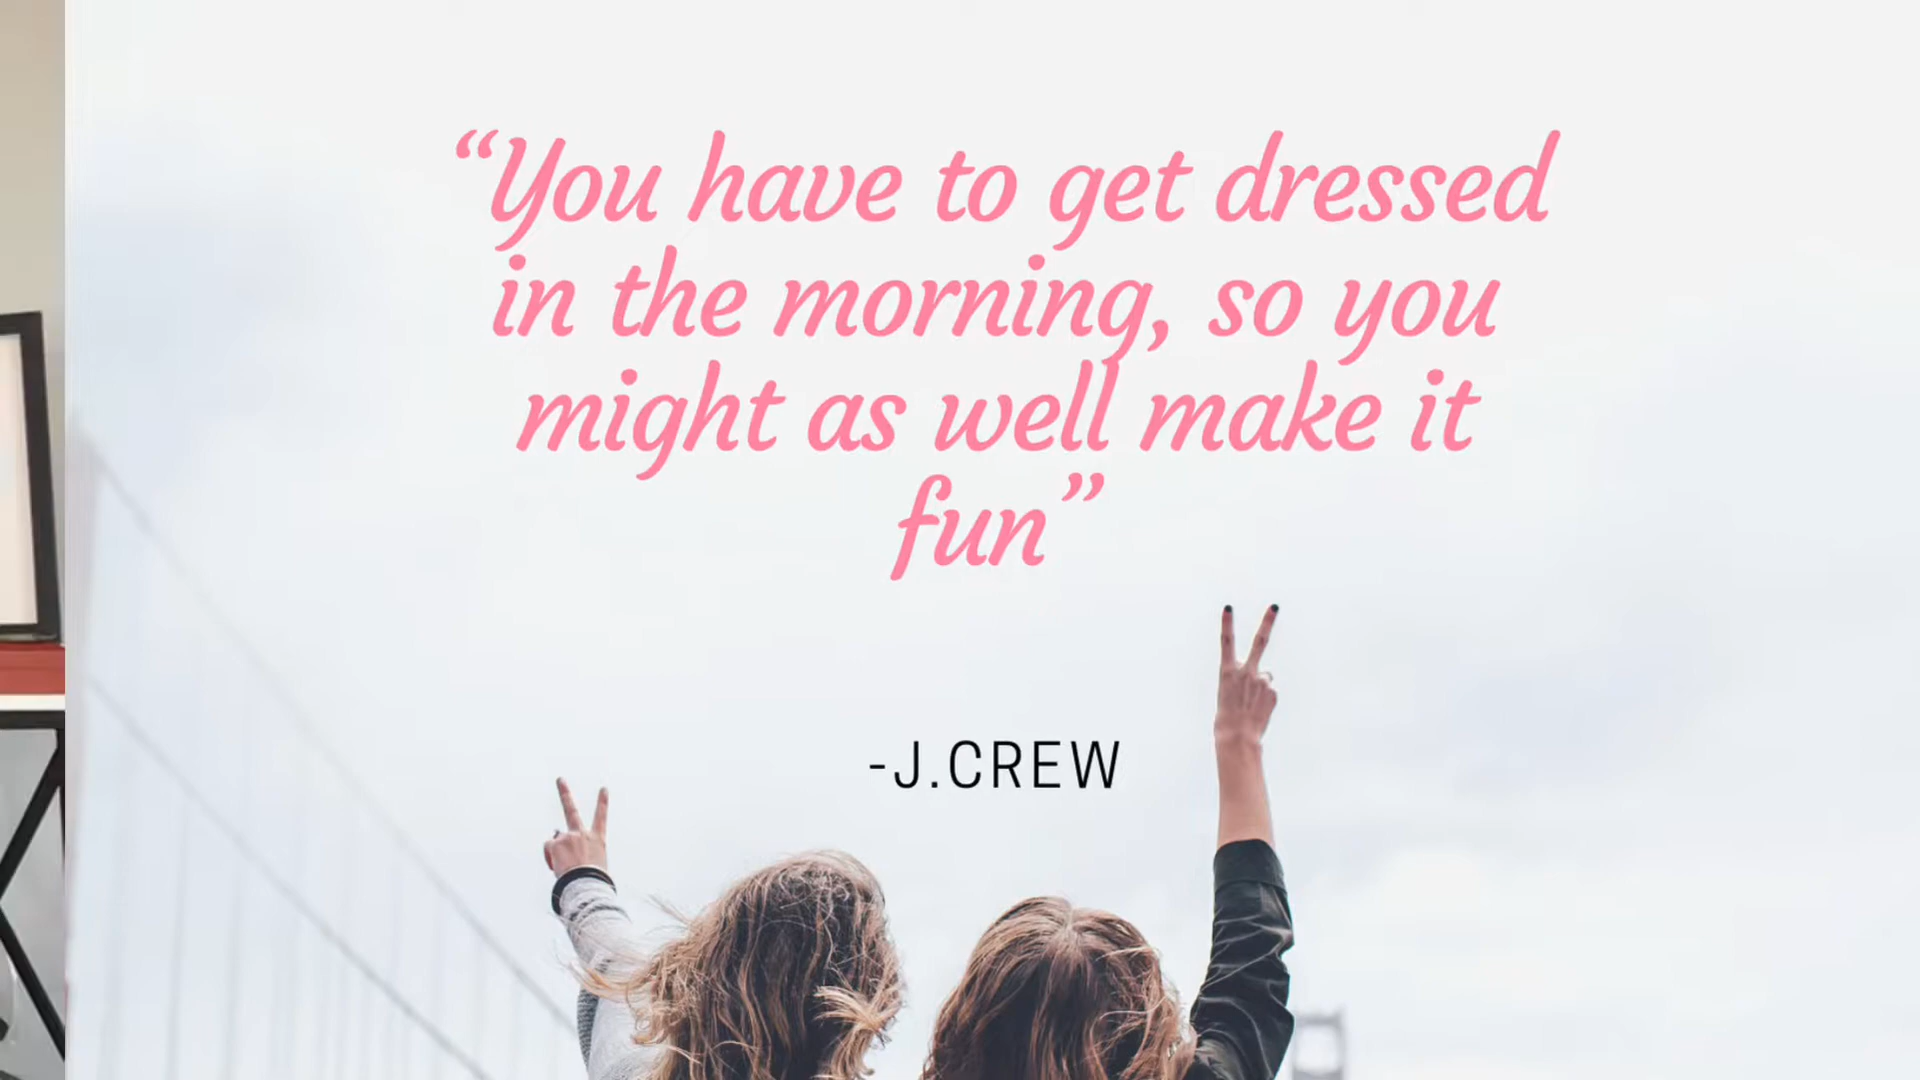 “You have to get dressed
in the morning, so you
might as well make it
fun”
-J.CREW